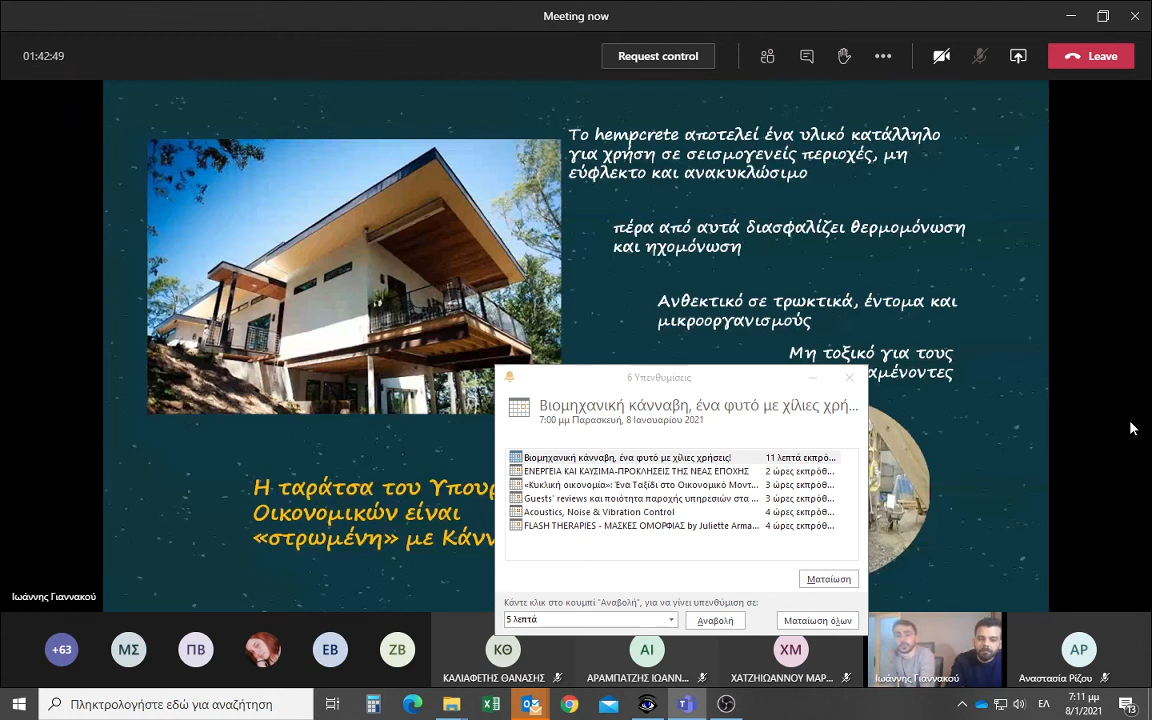 Meeting now
01:42:49
Request control
Leave
Το hempcrete αποτελεί ένα υλικό κατάλληλο
για χρήση σε σεισμογενείς περιοχές, μη
εύφλεκτο και ανακυκλώσιμο
πέρα από αυτά διασφαλίζει θερμομόνωση
και ηχομόνωση
Ανθεκτικό σε τρωκτικά, έντομα και
μικροοργανισμούς
Μη τοξικό για τους
Η ταράτσα του
Οικονομικών είναι
«στρωμένη» με
6 Υπενθυμίσεις
Βιομηχανική κάνναβη, ένα φυτό με χίλιες χρή...
7:00 μμ Παρασκευή, 8 Ιανουαρίου 2021
Βιομηχανική κάνναβη, ένα φυτό με χίλιες χρήσεις! 11 λεπτά εκπρό...
ΕΝΕΡΓΕΙΑ ΚΑΙ ΚΑΥΣΙΜΑ-ΠΡΟΚΛΗΣΕΙΣ ΤΗΣ ΝΕΑΣ ΕΠΟΧΗΣ 2 ώρες εκπρόθ...
«Κυκλική οικονομία»: Ένα Ταξίδι στο Οικονομικό Μοντ... 3 ώρες εκπρόθ...
Guests' reviews και ποιότητα παροχής υπηρεσιών στα ... 3 ώρες εκπρόθ...
Acoustics, Noise & Vibration Control 4 ώρες εκπρόθ...
FLASH THERAPIES - ΜΑΣΚΕΣ ΟΜΟΡΦΙΑΣ by Juliette Arma... 4 ώρες εκπρόθ...
Ματαίωση
Κάντε κλικ στο κουμπί "Αναβολή", για να γίνει υπενθύμιση σε:
5 λεπτά
Αναβολή
Ματαίωση όλων
Ιωάννης Γιαννακού
+63
ΜΣ
ΠΒ
ΕΒ
ΖΒ
ΚΘ
ΚΑΛΙΑΦΕΤΗΣ ΘΑΝΑΣΗΣ
ΑΙ
ΑΡΑΜΠΑΤΖΗΣ ΙΩΑΝΝ...
ΧΜ
ΧΑΤΖΗΙΩΑΝΝΟΥ ΜΑΡ...
Ιωάννης Γιαννακού
ΑΡ
Αναστασία Ρίζου
Πληκτρολογήστε εδώ για αναζήτηση
ΕΛ
7:11 μμ
8/1/2021
13